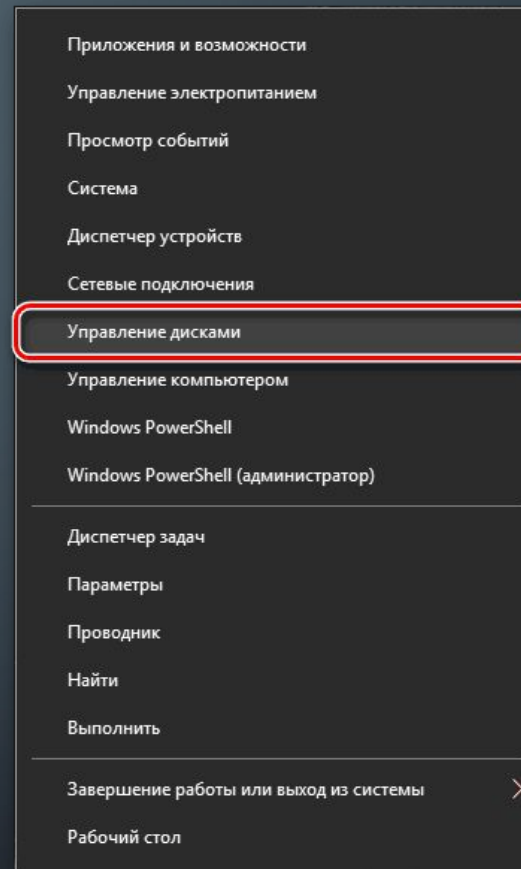 Приложения и возможности
Управление электропитанием
Просмотр событий
Система
Диспетчер устройств
Сетевые подключения
Управление дисками
Управление компьютером
Windows PowerShell
Windows PowerShell (администратор)
Диспетчер задач
Параметры
Проводник
Найти
Выполнить
Завершение работы или выход из системы
Рабочий стол